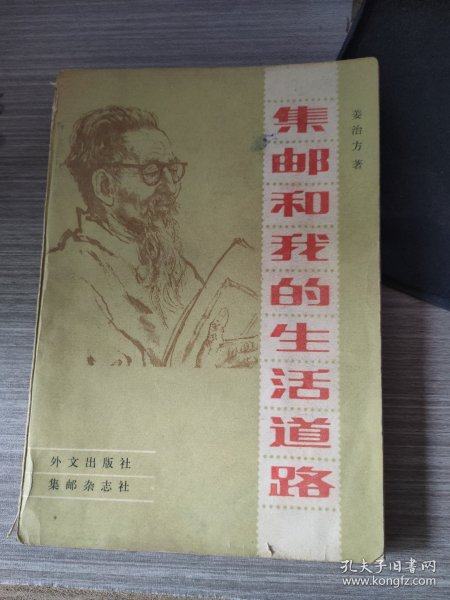 集邮和我的生活道路
姜治方著
外文出版社
集邮杂志社
孔夫子旧书网
www.kongfz.com